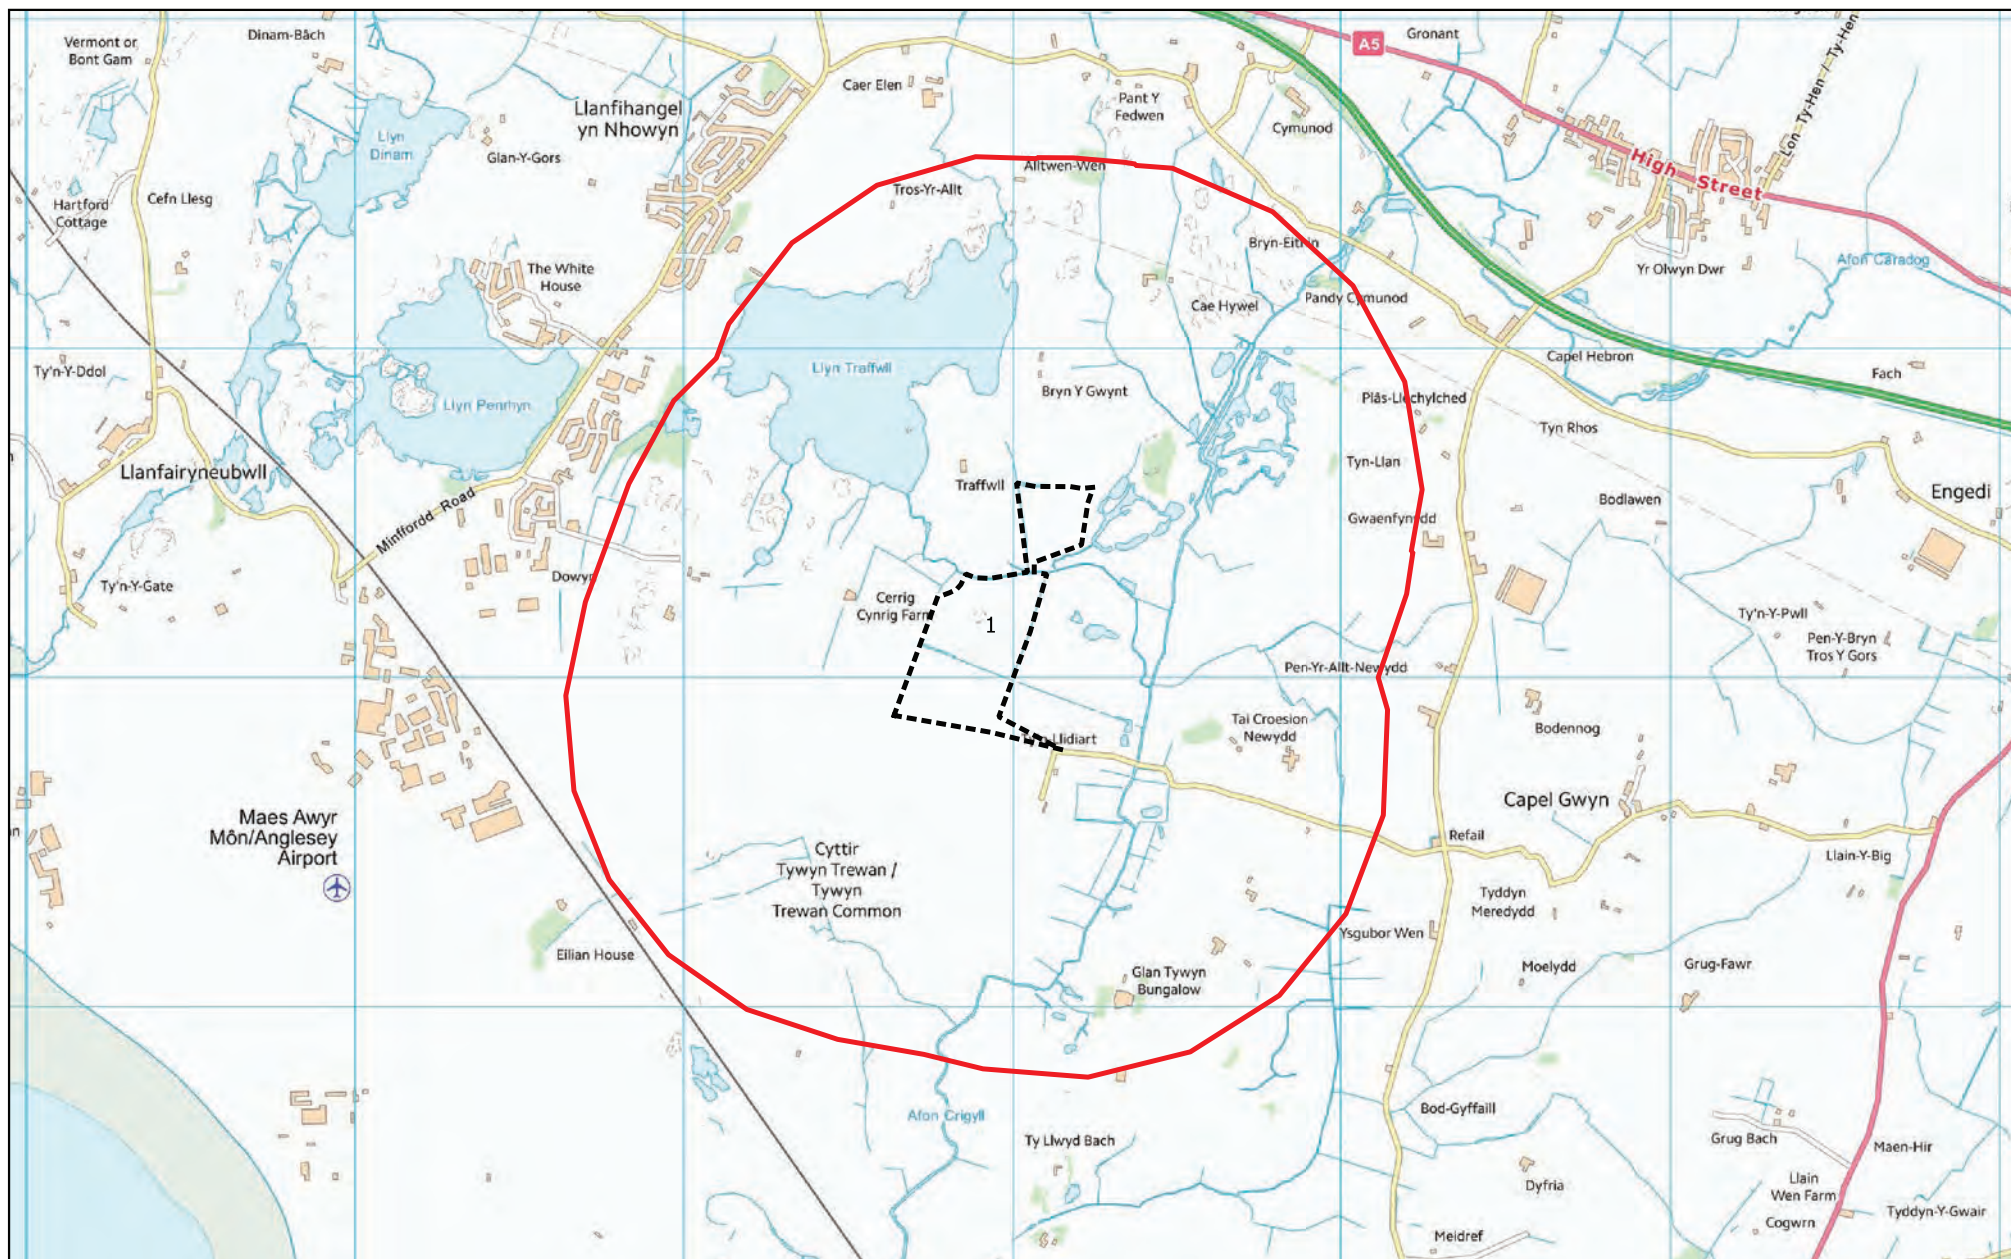 Vermont or
Bont Gam
Dinam-Bâch
A5
Gronant
Llanfihangel
yn Nhowyn
Caer Elen
Pant Y
Fedwen
Cymunod
Llyn
Dinam
Glan-Y-Gors
Lon Ty-Hen / Ty-Hen
High Street
Alltwen-Wen
Tros-Yr-Allt
Hartford
Cottage
Cefn Llesg
Bryn-Eithin
Yr Olwyn Dwr
Afon Caradog
The White
House
Cae Hywel
Pandy Cymunod
Ty'n-Y-Ddol
Llyn Traffwll
Capel Hebron
Fach
Llyn Penrhyn
Bryn Y Gwynt
Plâs-Llechylched
Tyn Rhos
Llanfairyneubwll
Tyn-Llan
Traffwll
Minffordd Road
Bodlawen
Engedi
Gwaenfynydd
Ty'n-Y-Gate
Dowyn
Cerrig
Cynrig Farm
1
Ty'n-Y-Pwll
Pen-Y-Bryn
Tros Y Gors
Pen-Yr-Allt-Newydd
Tai Croesion
Newydd
Bodennog
Llidiart
Capel Gwyn
Maes Awyr
Môn/Anglesey
Airport
Refail
Cyttir
Tywyn Trewan /
Tywyn
Trewan Common
Llain-Y-Big
Tyddyn
Meredydd
Ysgubor Wen
Eilian House
Glan Tywyn
Bungalow
Moelydd
Grug-Fawr
Afon Crigyll
Bod-Gyffaill
Ty Llwyd Bach
Grug Bach
Maen-Hir
Dyfria
Llain
Wen Farm
Tyddyn-Y-Gwair
Cogwrn
Meidref